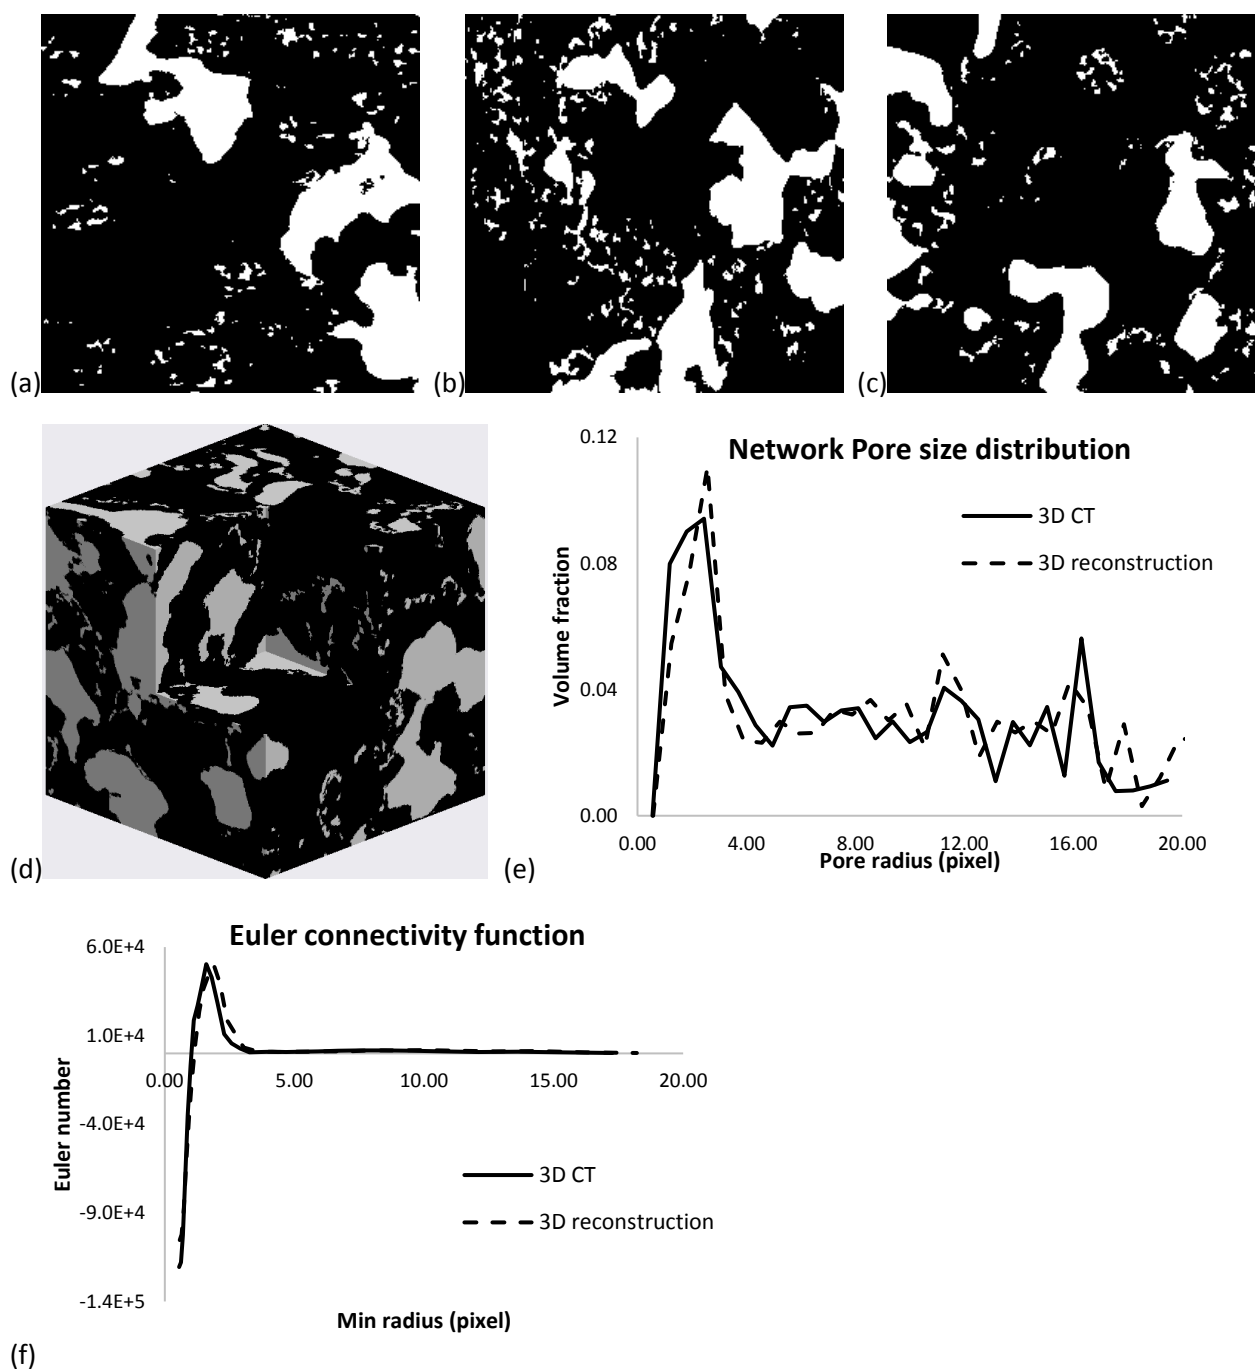 (a)
(b)
(c)
(d)
(e)
Network Pore size distribution
3D CT
3D reconstruction
Volume fraction
0.12
0.08
0.04
0.00
0.00 4.00 8.00 12.00 16.00 20.00
Pore radius (pixel)
Euler connectivity function
6.0E+4
1.0E+4
-4.0E+4
-9.0E+4
-1.4E+5
Euler number
0.00 5.00 10.00 15.00 20.00
3D CT
3D reconstruction
Min radius (pixel)
(f)